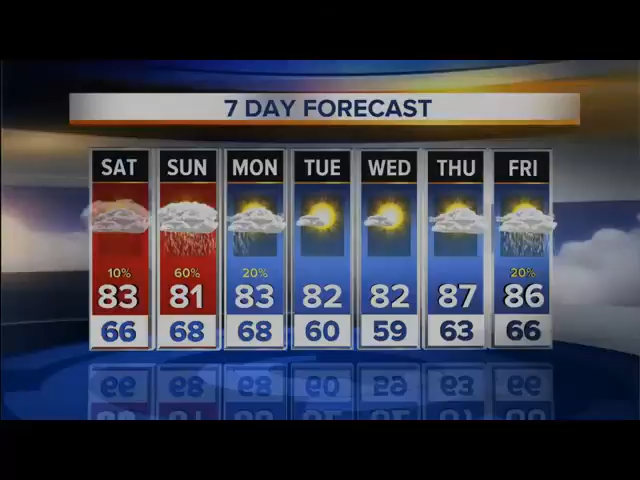 7 DAY FORECAST
SAT SUN MON TUE WED THU FRI
10% 60% 20% 20%
83 81 83 82 82 87 86
66 68 68 60 59 63 66